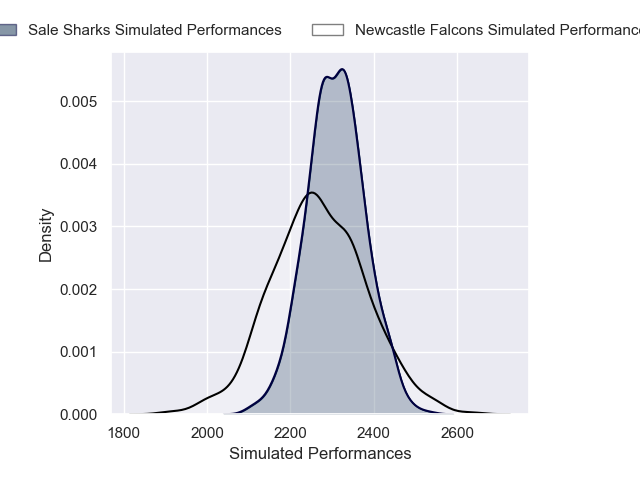 Sale Sharks Simulated Performances
Newcastle Falcons Simulated Performanc
Density
0.005
0.004
0.003
0.002
0.001
0.000
1800
2000
2200
2400
2600
Simulated Performances